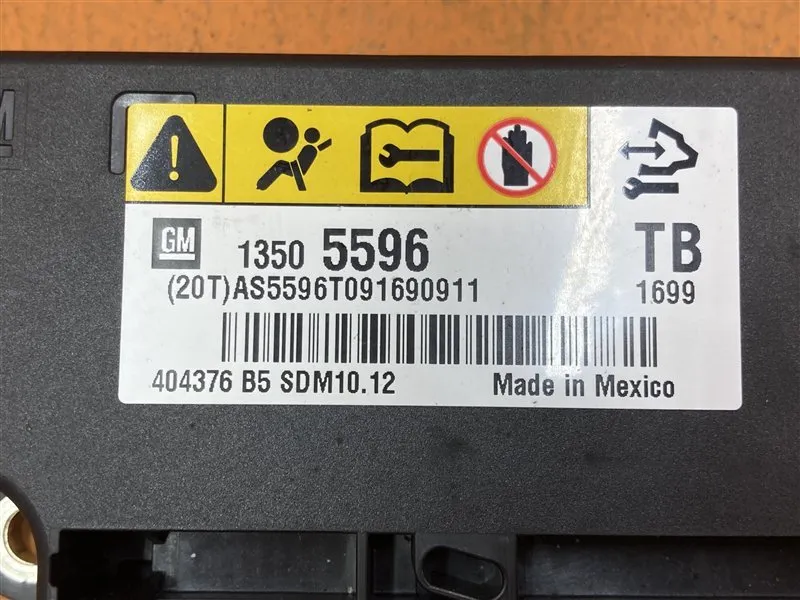 GM 1350 5596 TB
(20T)AS5596T091690911 1699
404376 B5 SDM10.12 Made in Mexico